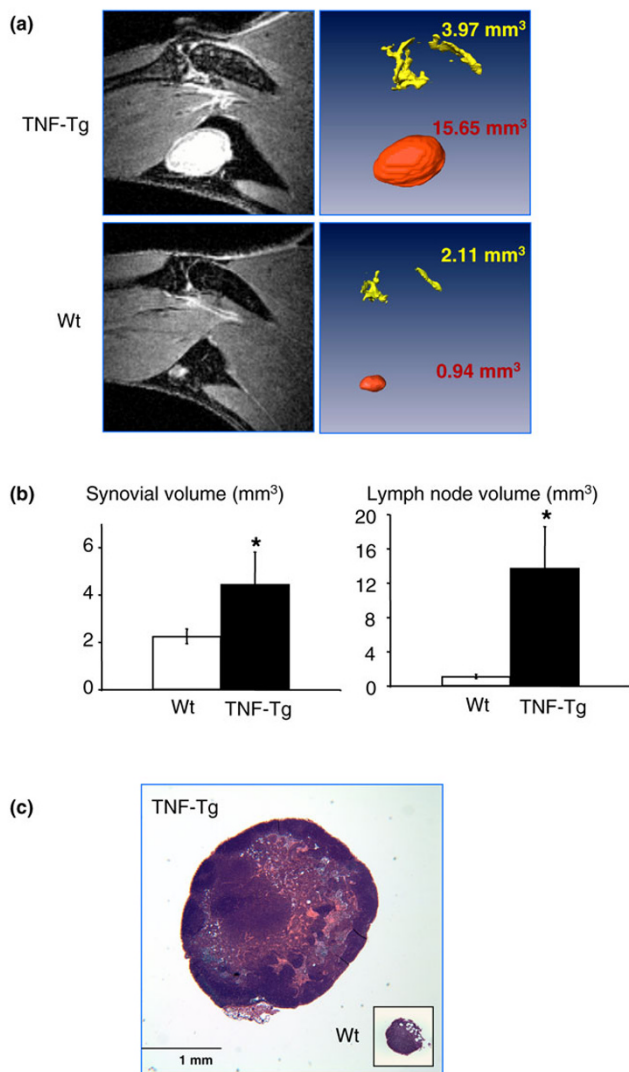 (a)
TNF-Tg
3.97 mm³
15.65 mm³
Wt
2.11 mm³
0.94 mm³
(b)
Synovial volume (mm³)
6
4
2
0
*
Wt
TNF-Tg
Lymph node volume (mm³)
20
16
12
8
4
0
*
Wt
TNF-Tg
(c)
TNF-Tg
1 mm
Wt